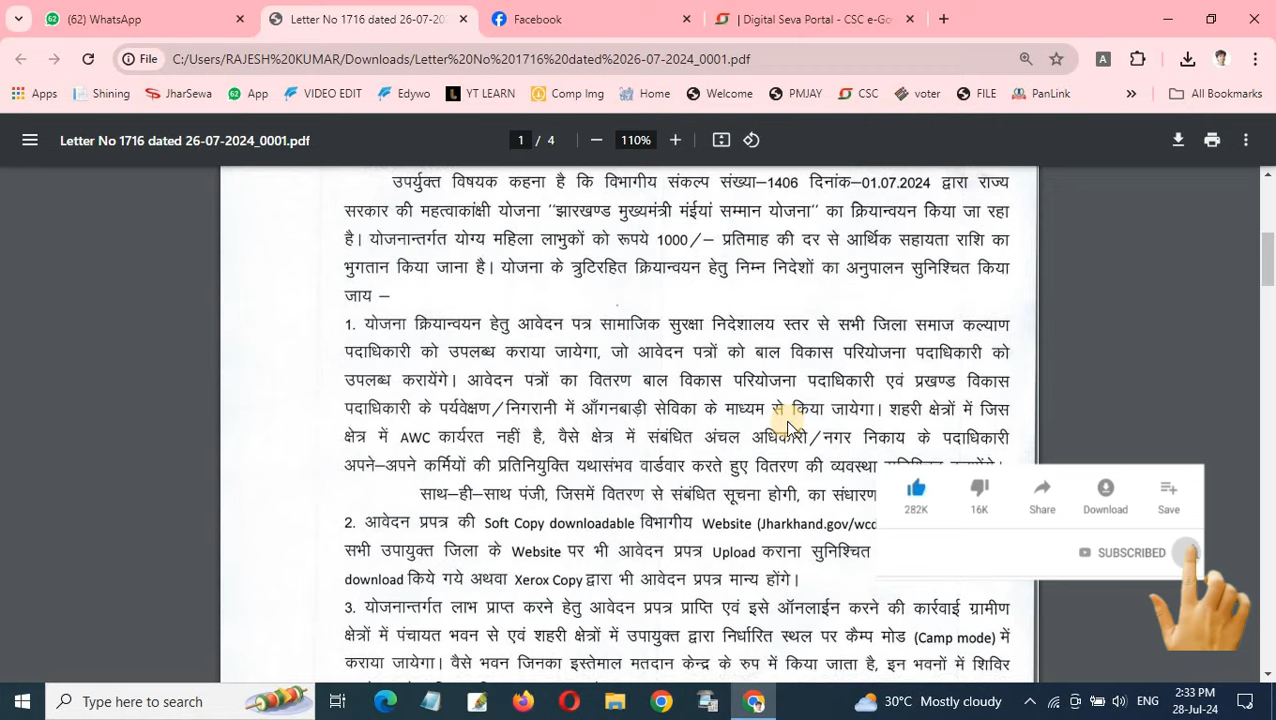 (62) WhatsApp
Letter No 1716 dated 26-07-20
Facebook
| Digital Seva Portal - CSC e-Go
File
C:/Users/RAJESH%20KUMAR/Downloads/Letter%20No%201716%20dated%2026-07-2024_0001.pdf
Apps
Shining
JharSewa
App
VIDEO EDIT
Edywo
YT LEARN
Comp Img
Home
Welcome
PMJAY
CSC
voter
FILE
PanLink
All Bookmarks
Letter No 1716 dated 26-07-2024_0001.pdf
1 / 4
110%
उपर्युक्त विषयक कहना है कि विभागीय संकल्प संख्या–1406 दिनांक–01.07.2024 द्वारा राज्य
सरकार की महत्वाकांक्षी योजना "झारखण्ड मुख्यमंत्री मंईयां सम्मान योजना" का क्रियान्वयन किया जा रहा
है। योजनान्तर्गत योग्य महिला लाभुकों को रूपये 1000/– प्रतिमाह की दर से आर्थिक सहायता राशि का
भुगतान किया जाना है। योजना के त्रुटिरहित क्रियान्वयन हेतु निम्न निदेशों का अनुपालन सुनिश्चित किया
जाय –
1. योजना क्रियान्वयन हेतु आवेदन पत्र सामाजिक सुरक्षा निदेशालय स्तर से सभी जिला समाज कल्याण
पदाधिकारी को उपलब्ध कराया जायेगा, जो आवेदन पत्रों को बाल विकास परियोजना पदाधिकारी को
उपलब्ध करायेंगे। आवेदन पत्रों का वितरण बाल विकास परियोजना पदाधिकारी एवं प्रखण्ड विकास
पदाधिकारी के पर्यवेक्षण/निगरानी में आँगनबाड़ी सेविका के माध्यम से किया जायेगा। शहरी क्षेत्रों में जिस
क्षेत्र में AWC कार्यरत नहीं है, वैसे क्षेत्र में संबंधित अंचल अधिकारी/नगर निकाय के पदाधिकारी
अपने–अपने कर्मियों की प्रतिनियुक्ति यथासंभव वार्डवार करते हुए वितरण की व्यवस्था
साथ–ही–साथ पंजी, जिसमें वितरण से संबंधित सूचना होगी, का संधारण
2. आवेदन प्रपत्र की Soft Copy downloadable विभागीय Website (Jharkhand.gov/wcd
सभी उपायुक्त जिला के Website पर भी आवेदन प्रपत्र Upload कराना सुनिश्चित
download किये गये अथवा Xerox Copy द्वारा भी आवेदन प्रपत्र मान्य होंगे।
3. योजनान्तर्गत लाभ प्राप्त करने हेतु आवेदन प्रपत्र प्राप्ति एवं इसे ऑनलाईन करने की कार्रवाई ग्रामीण
क्षेत्रों में पंचायत भवन से एवं शहरी क्षेत्रों में उपायुक्त द्वारा निर्धारित स्थल पर कैम्प मोड (Camp mode) में
कराया जायेगा। वैसे भवन जिनका इस्तेमाल मतदान केन्द्र के रुप में किया जाता है, इन भवनों में शिविर
282K
16K
Share
Download
Save
SUBSCRIBED
Type here to search
30°C Mostly cloudy
ENG
2:33 PM
28-Jul-24